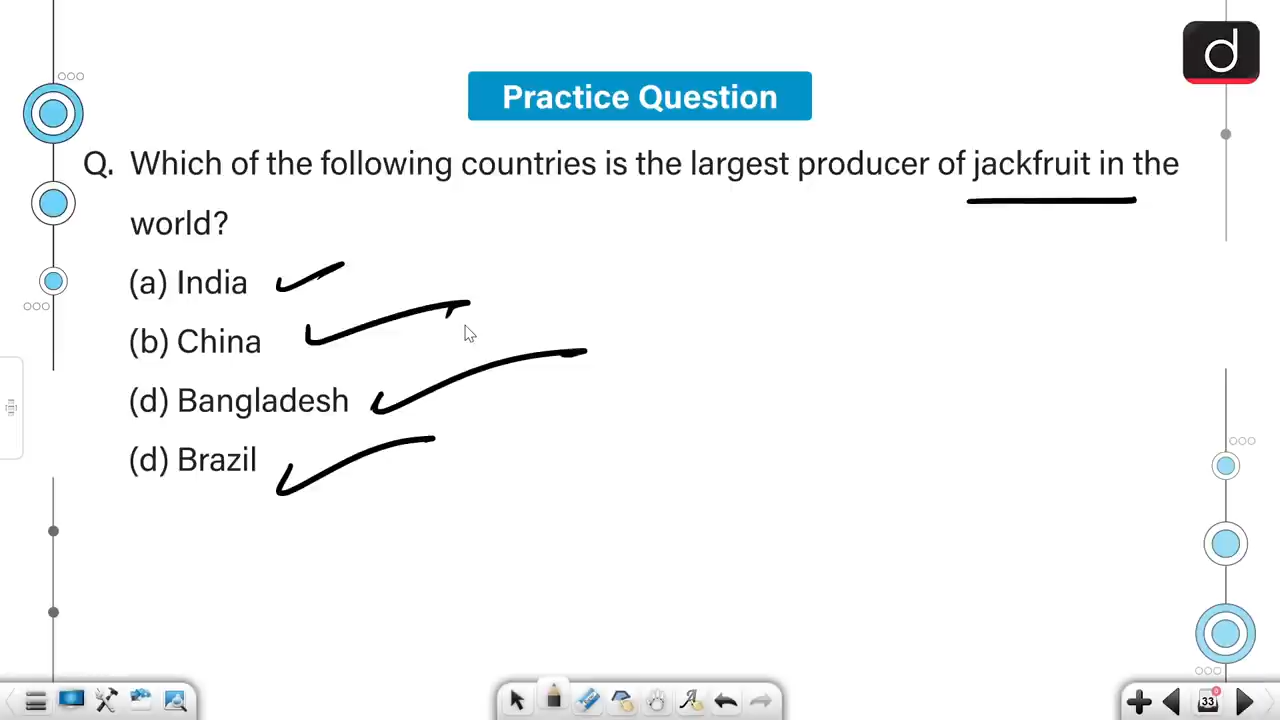 d
Practice Question
Q. Which of the following countries is the largest producer of jackfruit in the
world?
(a) India
(b) China
(d) Bangladesh
(d) Brazil
33